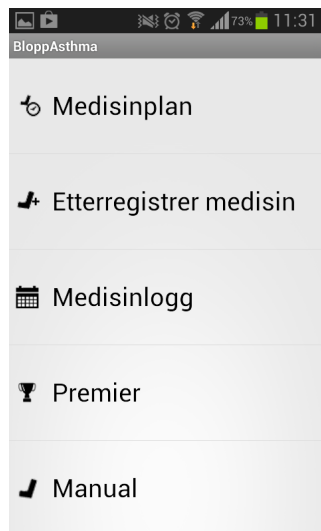 73% 11:31
BloppAsthma
Medisinplan
Etterregistrer medisin
Medisinlogg
Premier
Manual